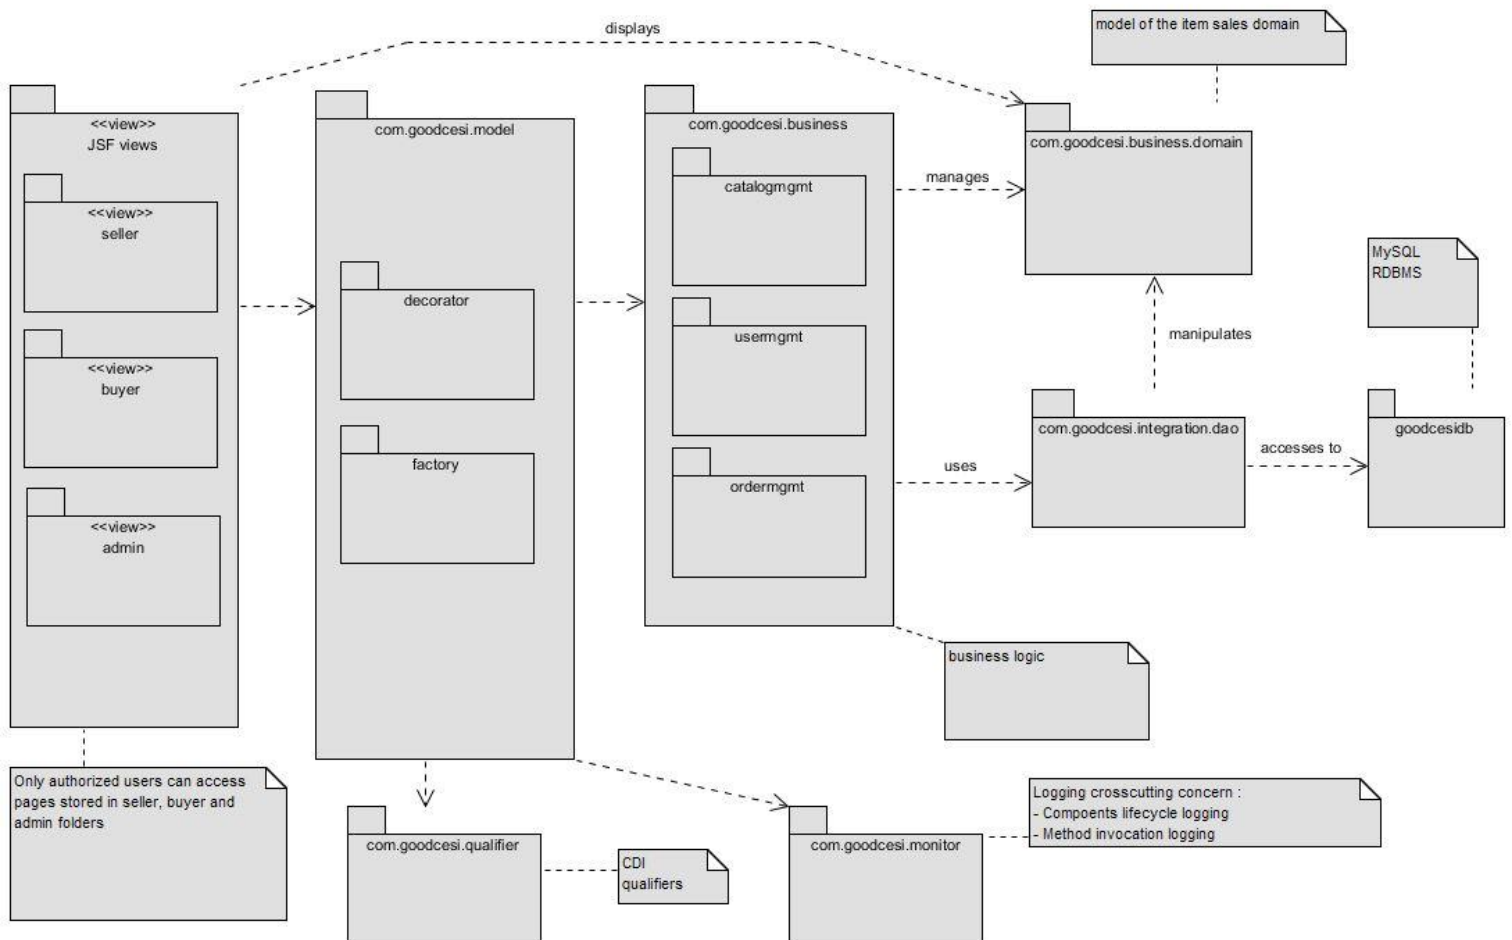 displays
model of the item sales domain
<<view>>
JSF views
<<view>>
seller
<<view>>
buyer
<<view>>
admin
com.goodcesi.model
decorator
factory
com.goodcesi.business
catalogmgmt
usermgmt
ordermgmt
manages
com.goodcesi.business.domain
MySQL
RDBMS
manipulates
uses
com.goodcesi.integration.dao
accesses to
goodcesidb
business logic
Only authorized users can access
pages stored in seller, buyer and
admin folders
com.goodcesi.qualifier
CDI
qualifiers
com.goodcesi.monitor
Logging crosscutting concern :
- Compoents lifecycle logging
- Method invocation logging